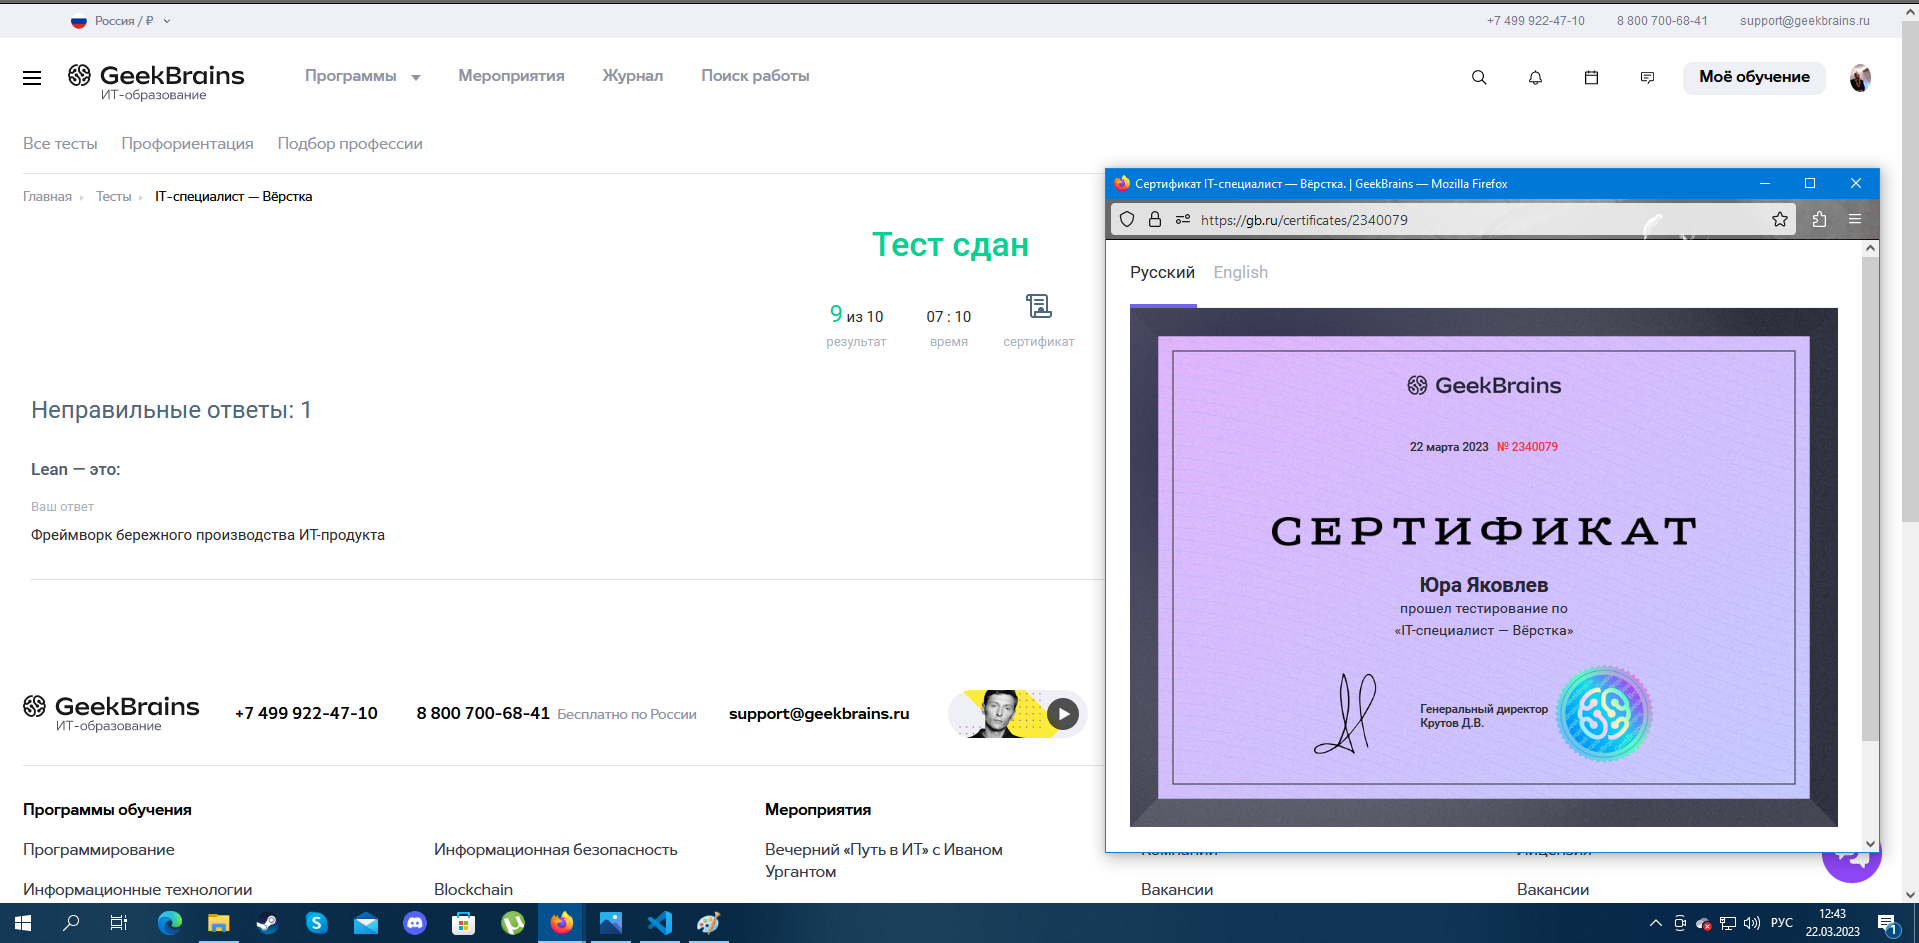 Россия / ₽
+7 499 922-47-10
8 800 700-68-41
support@geekbrains.ru
GeekBrains
ИТ-образование
Программы
Мероприятия
Журнал
Поиск работы
Моё обучение
Все тесты
Профориентация
Подбор профессии
Главная
Тесты
IT-специалист — Вёрстка
Тест сдан
9 из 10
07 : 10
результат
время
сертификат
Неправильные ответы: 1
Lean — это:
Ваш ответ
Фреймворк бережного производства ИТ-продукта
GeekBrains
ИТ-образование
+7 499 922-47-10
8 800 700-68-41 Бесплатно по России
support@geekbrains.ru
Программы обучения
Мероприятия
Программирование
Информационная безопасность
Вечерний «Путь в ИТ» с Иваном
Ургантом
Информационные технологии
Blockchain
Вакансии
Вакансии
Сертификат IT-специалист — Вёрстка. | GeekBrains — Mozilla Firefox
https://gb.ru/certificates/2340079
Русский
English
GeekBrains
22 марта 2023 № 2340079
СЕРТИФИКАТ
Юра Яковлев
прошел тестирование по
«IT-специалист — Вёрстка»
Генеральный директор
Крутов Д.В.
РУС
12:43
22.03.2023
1